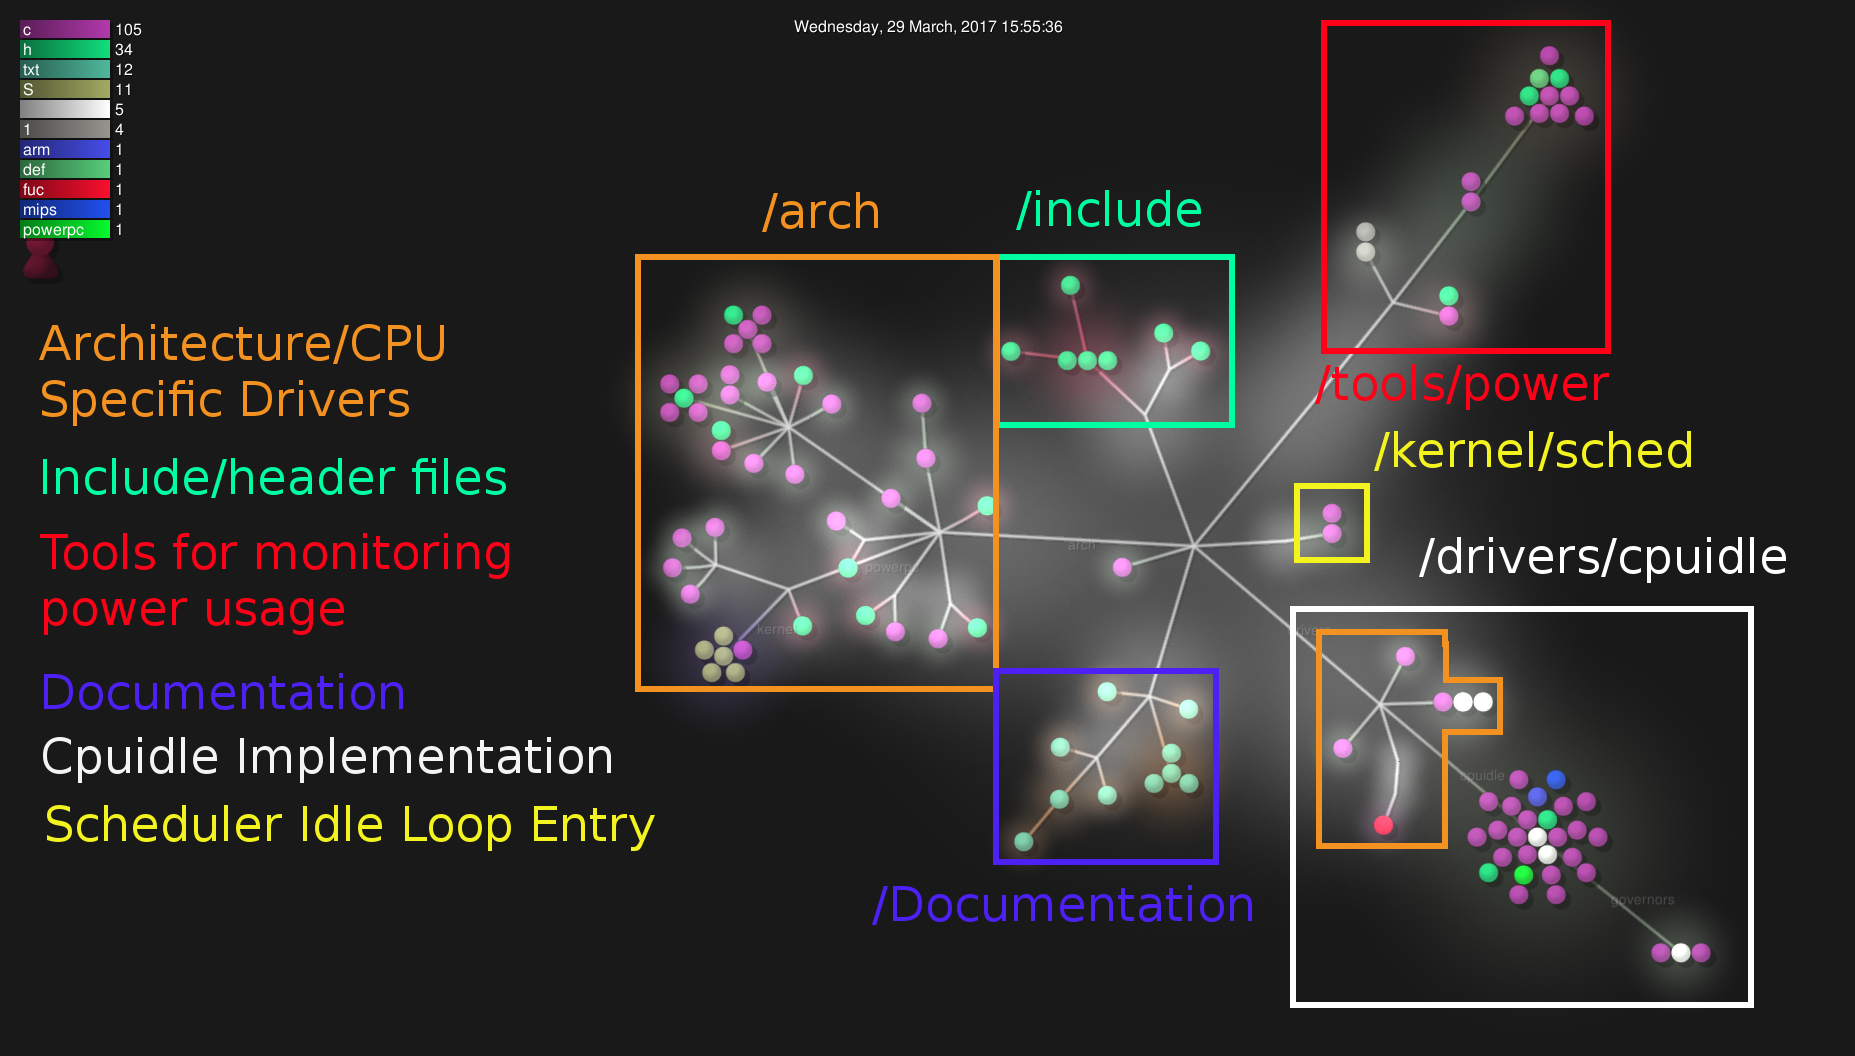 Wednesday, 29 March, 2017 15:55:36
c 105
h 34
txt 12
S 11
5
1 4
arm 1
def 1
fuc 1
mips 1
powerpc 1
/arch
/include
/tools/power
/kernel/sched
/drivers/cpuidle
/Documentation
Architecture/CPU
Specific Drivers
Include/header files
Tools for monitoring
power usage
Documentation
Cpuidle Implementation
Scheduler Idle Loop Entry
arch
cpuidle
governors